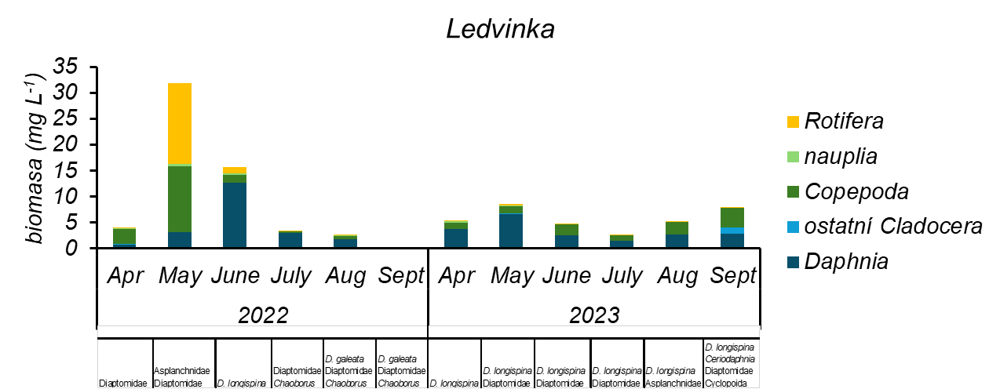 Ledvinka
biomasa (mg L-1)
35
30
25
20
15
10
5
0
Apr May June July Aug Sept Apr May June July Aug Sept
2022 2023
Rotifera
nauplia
Copepoda
ostatní Cladocera
Daphnia
Diaptomidae
Asplanchnidae
Diaptomidae
D. longispina
Diaptomidae
Chaoborus
D. galeata
Diaptomidae
Chaoborus
D. galeata
Diaptomidae
Chaoborus
D. longispina
D. longispina
Diaptomidae
D. longispina
Diaptomidae
D. longispina
Diaptomidae
D. longispina
Asplanchnidae
D. longispina
Ceriodaphnia
Diaptomidae
Cyclopoida